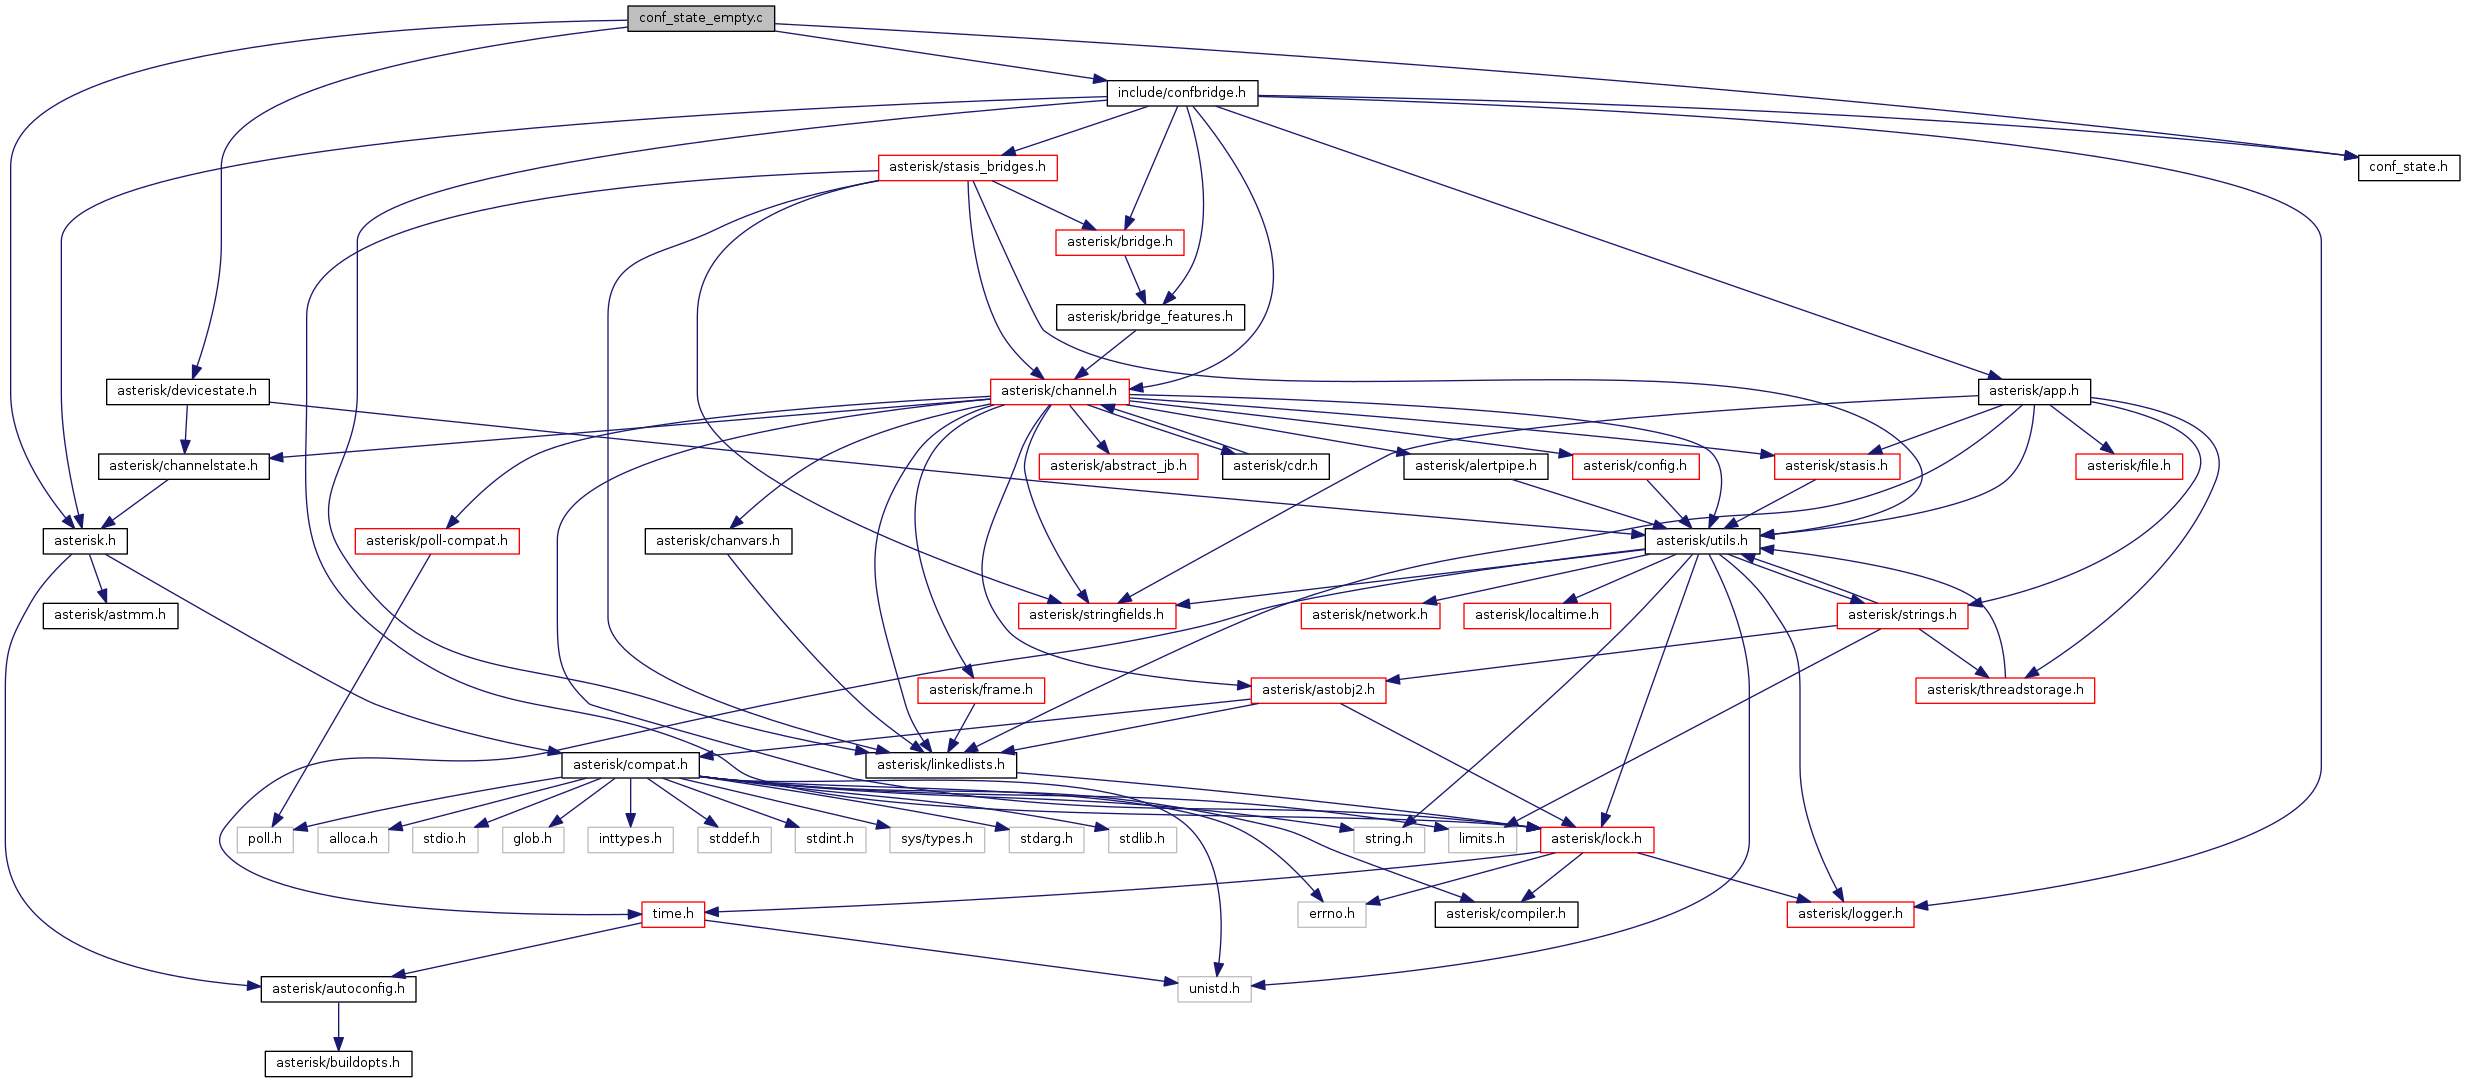 conf_state_empty.c
include/confbridge.h
asterisk/stasis_bridges.h
conf_state.h
asterisk/bridge.h
asterisk/bridge_features.h
asterisk/devicestate.h
asterisk/channel.h
asterisk/app.h
asterisk/channelstate.h
asterisk/abstract_jb.h
asterisk/cdr.h
asterisk/alertpipe.h
asterisk/config.h
asterisk/stasis.h
asterisk/file.h
asterisk.h
asterisk/poll-compat.h
asterisk/chanvars.h
asterisk/utils.h
asterisk/astmm.h
asterisk/stringfields.h
asterisk/network.h
asterisk/localtime.h
asterisk/strings.h
asterisk/frame.h
asterisk/astobj2.h
asterisk/threadstorage.h
asterisk/compat.h
asterisk/linkedlists.h
poll.h
alloca.h
stdio.h
glob.h
inttypes.h
stddef.h
stdint.h
sys/types.h
stdarg.h
stdlib.h
string.h
limits.h
asterisk/lock.h
time.h
errno.h
asterisk/compiler.h
asterisk/logger.h
asterisk/autoconfig.h
unistd.h
asterisk/buildopts.h